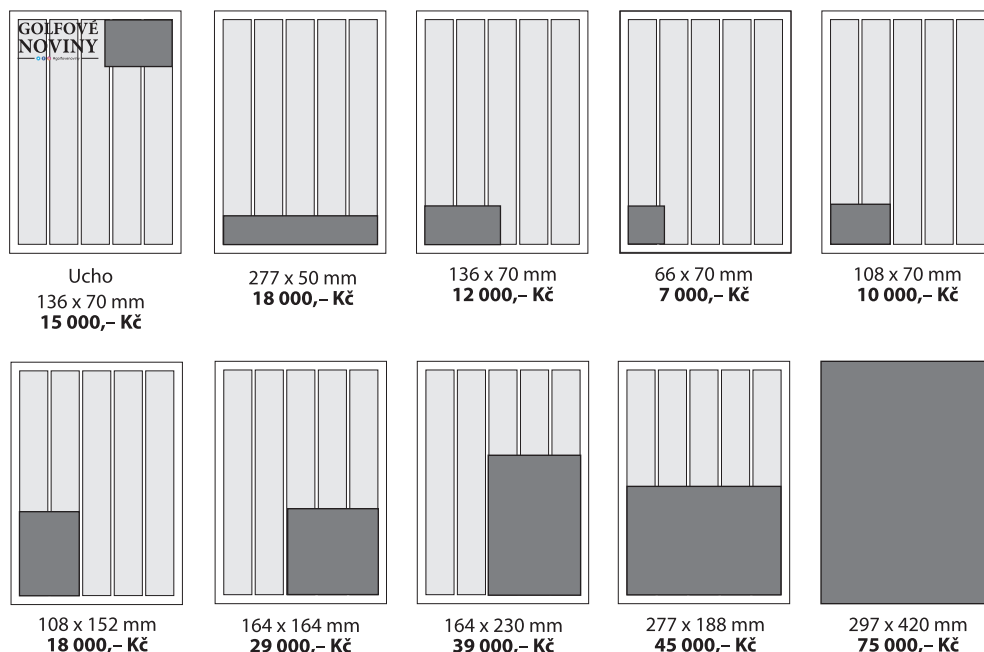 GOLFOVÉ
NOVINY
Ucho
136 x 70 mm
15 000,– Kč
277 x 50 mm
18 000,– Kč
136 x 70 mm
12 000,– Kč
66 x 70 mm
7 000,– Kč
108 x 70 mm
10 000,– Kč
108 x 152 mm
18 000,– Kč
164 x 164 mm
29 000,– Kč
164 x 230 mm
39 000,– Kč
277 x 188 mm
45 000,– Kč
297 x 420 mm
75 000,– Kč